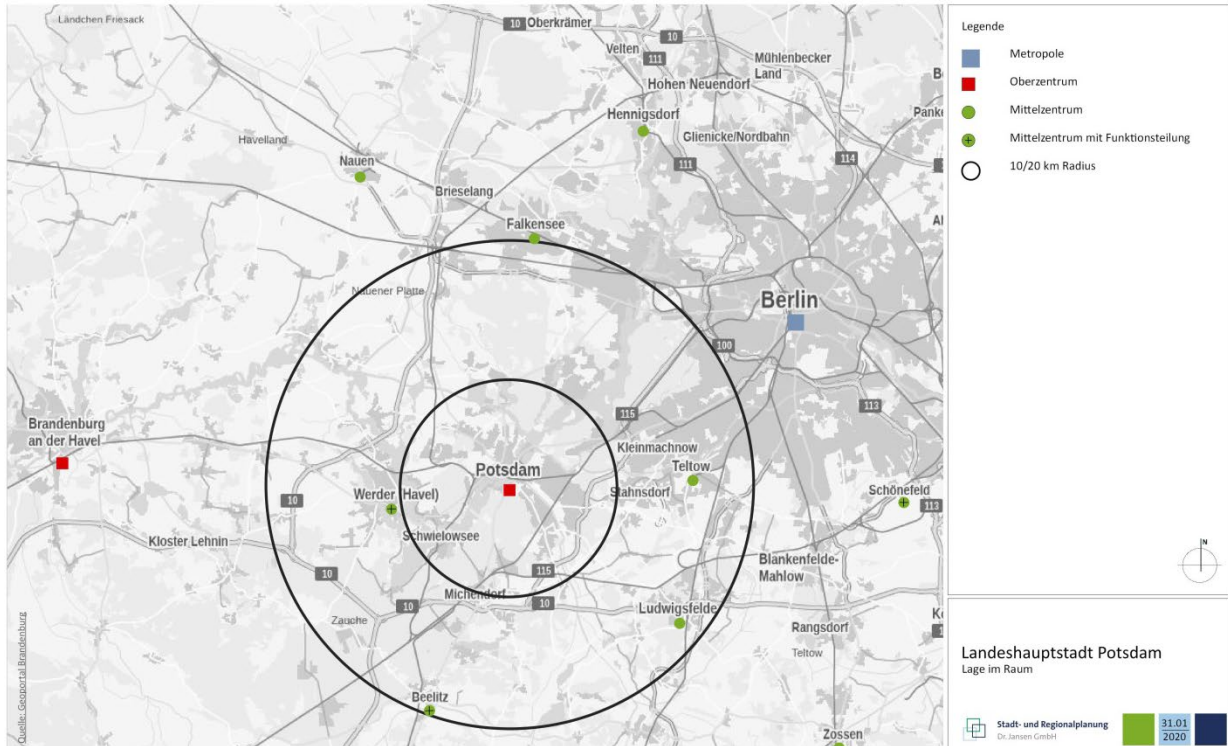 Ländchen Friesack
10
Oberkrämer
10
Velten
111
Mühlenbecker
Land
Hohen Neuendorf
Hennigsdorf
Glienicke/Nordbahn
Havelland
111
114
Nauen
Brieselang
Falkensee
Nauener Platte
Berlin
100
113
Brandenburg
an der Havel
115
Kleinmachnow
Teltow
Potsdam
Stahnsdorf
Schönefeld
113
10
Werder (Havel)
Schwielowsee
Kloster Lehnin
10
115
Blankenfelde-
Mahlow
Michendorf
10
10
Ludwigsfelde
Zauche
Rangsdorf
Teltow
Beelitz
Zossen
Quelle: Geoportal Brandenburg
Legende
Metropole
Oberzentrum
Mittelzentrum
Mittelzentrum mit Funktionsteilung
10/20 km Radius
N
Landeshauptstadt Potsdam
Lage im Raum
Stadt- und Regionalplanung
Dr. Jansen GmbH
31.01
2020